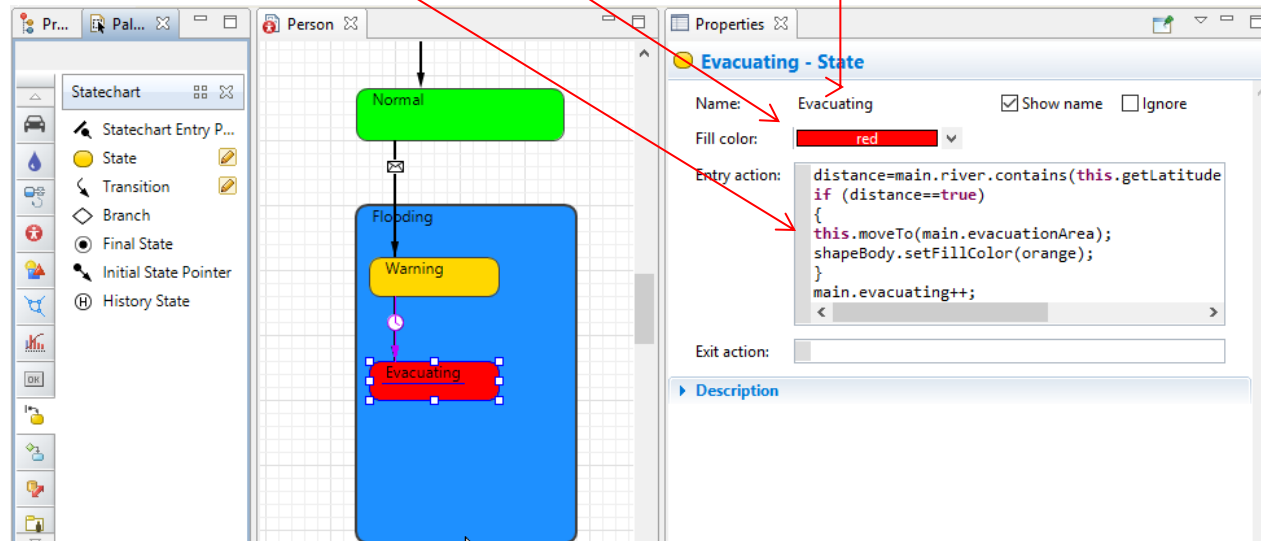 Pr...
Pal...
Person
Properties
Evacuating - State
Statechart
Name:
Evacuating
Show name
Ignore
Normal
Statechart Entry P...
Fill color:
red
State
Entry action:
distance=main.river.contains(this.getLatitude
Transition
if (distance==true)
Branch
{
Flooding
this.moveTo(main.evacuationArea);
Final State
shapeBody.setFillColor(orange);
Initial State Pointer
}
Warning
main.evacuating++;
H
History State
Exit action:
Evacuating
OK
Description